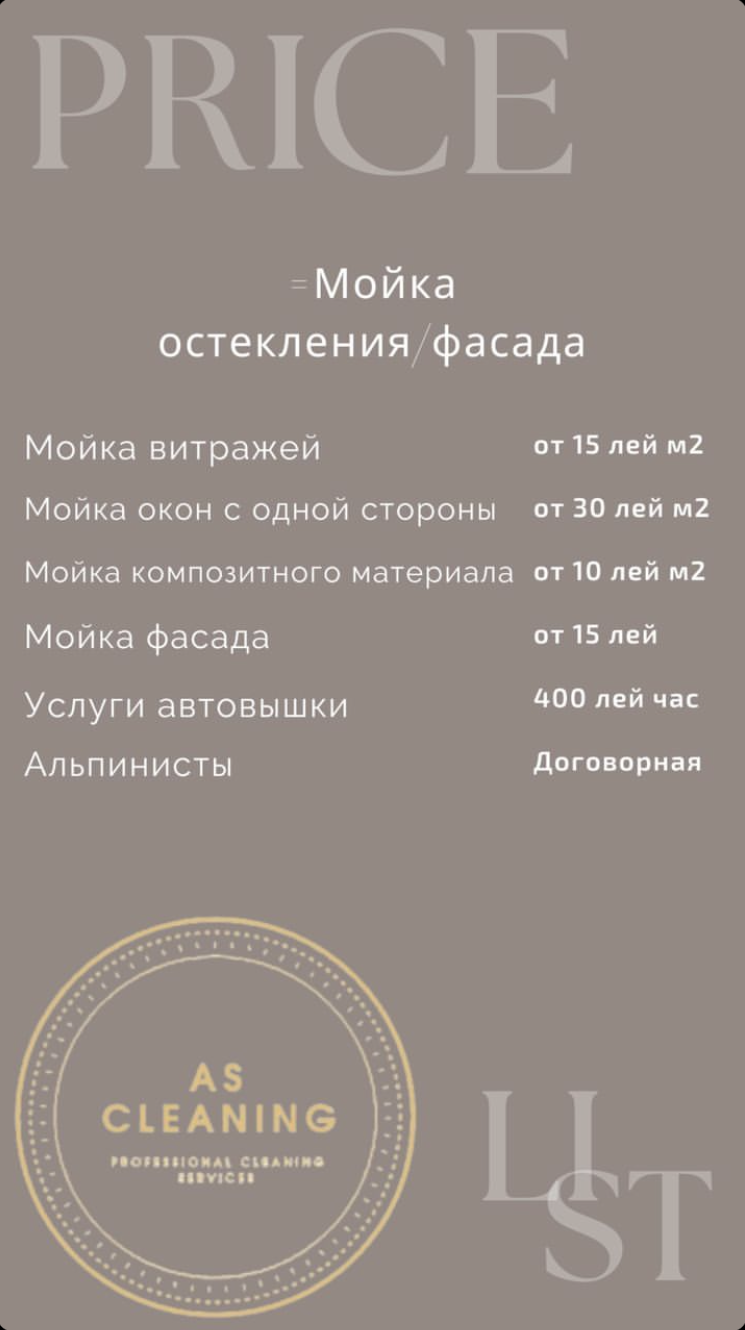 PRICE
=Мойка
остекления/фасада
Мойка витражей от 15 лей м2
Мойка окон с одной стороны от 30 лей м2
Мойка композитного материала от 10 лей м2
Мойка фасада от 15 лей
Услуги автовышки 400 лей час
Альпинисты Договорная
AS
CLEANING
PROFESSIONAL CLEANING
SERVICES
LI
ST